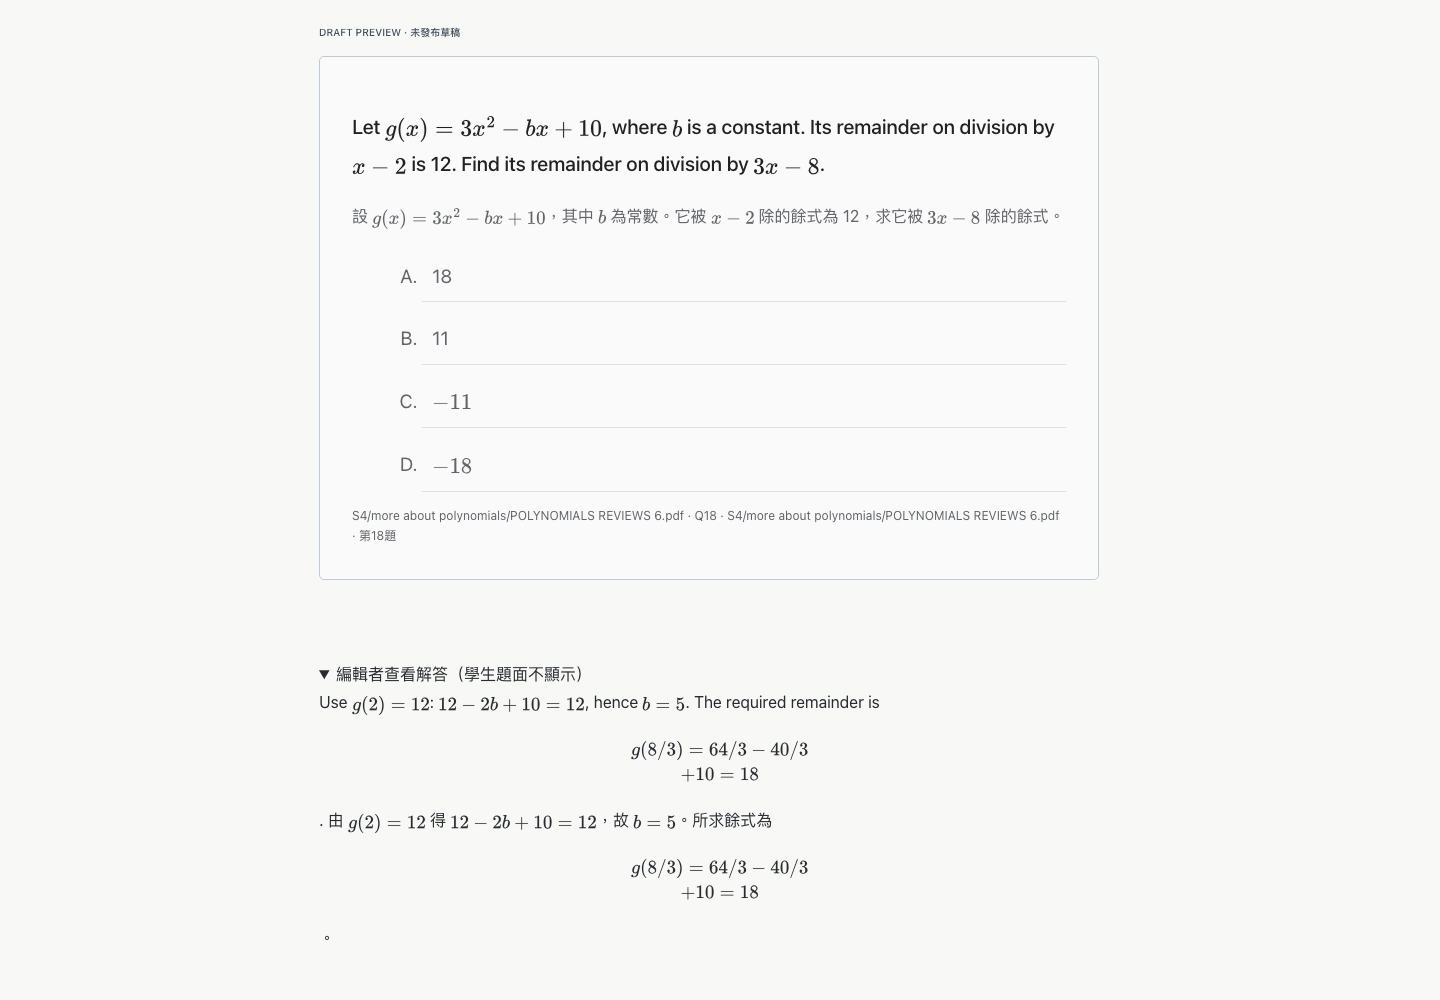 DRAFT PREVIEW · 未發布草稿
Let g(x) = 3x² − bx + 10, where b is a constant. Its remainder on division by
x − 2 is 12. Find its remainder on division by 3x − 8.
設 g(x) = 3x² − bx + 10，其中 b 為常數。它被 x − 2 除的餘式為 12，求它被 3x − 8 除的餘式。
A. 18
B. 11
C. −11
D. −18
S4/more about polynomials/POLYNOMIALS REVIEWS 6.pdf · Q18 · S4/more about polynomials/POLYNOMIALS REVIEWS 6.pdf
· 第18題
▼ 編輯者查看解答（學生題面不顯示）
Use g(2) = 12: 12 − 2b + 10 = 12, hence b = 5. The required remainder is
g(8/3) = 64/3 − 40/3
+10 = 18
. 由 g(2) = 12 得 12 − 2b + 10 = 12，故 b = 5。所求餘式為
g(8/3) = 64/3 − 40/3
+10 = 18
。